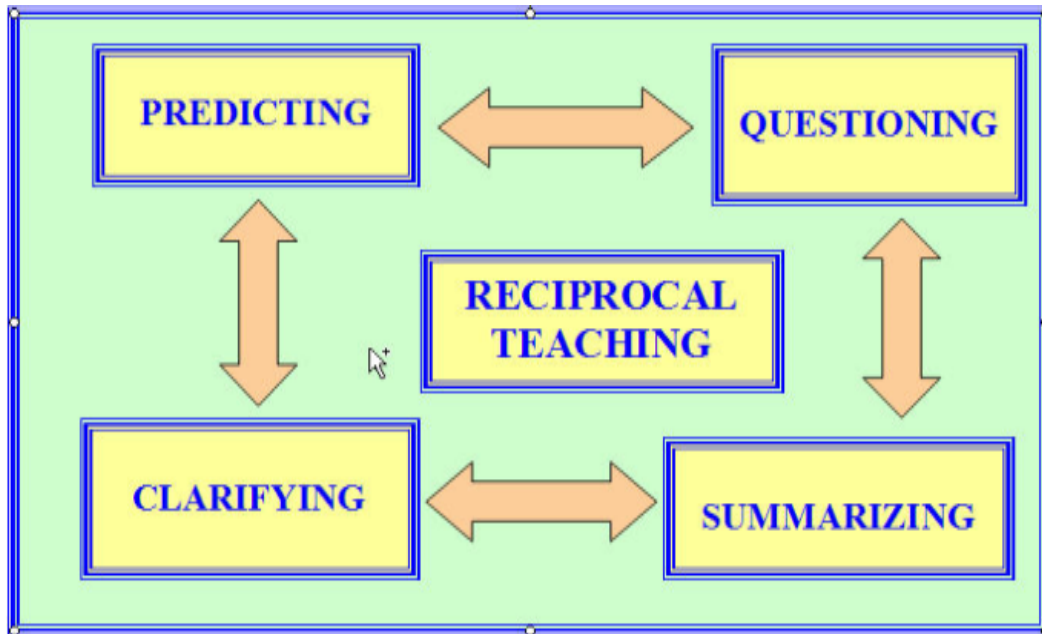 PREDICTING
QUESTIONING
RECIPROCAL
TEACHING
CLARIFYING
SUMMARIZING